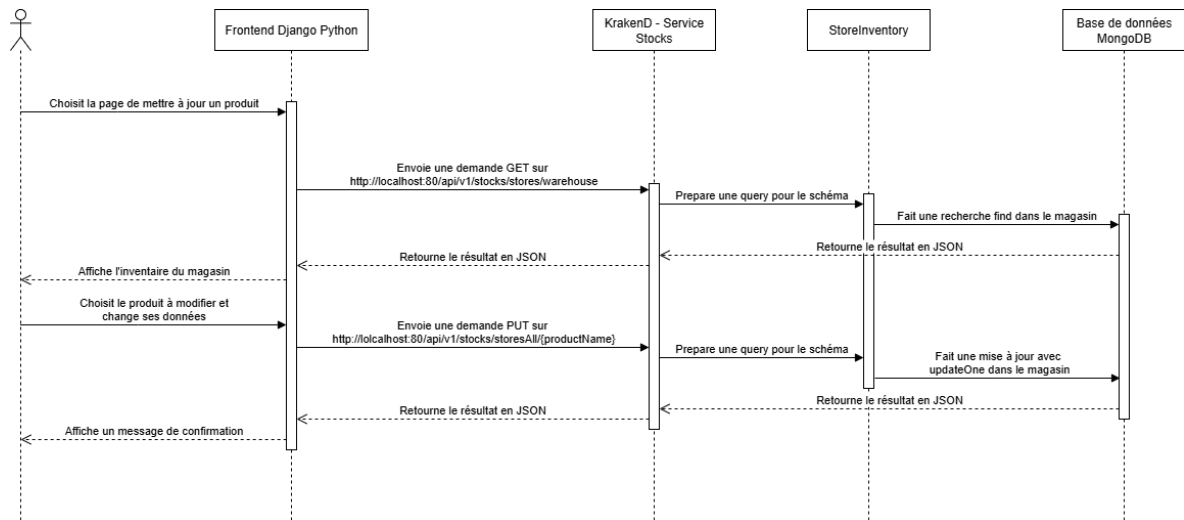 Frontend Django Python
KrakenD - Service
Stocks
StoreInventory
Base de données
MongoDB
Choisit la page de mettre à jour un produit
Envoie une demande GET sur
http://localhost:80/api/v1/stocks/stores/warehouse
Prepare une query pour le schéma
Fait une recherche find dans le magasin
Retourne le résultat en JSON
Retourne le résultat en JSON
Affiche l'inventaire du magasin
Choisit le produit à modifier et
change ses données
Envoie une demande PUT sur
http://lolcalhost:80/api/v1/stocks/storesAll/{productName}
Prepare une query pour le schéma
Fait une mise à jour avec
updateOne dans le magasin
Retourne le résultat en JSON
Retourne le résultat en JSON
Affiche un message de confirmation